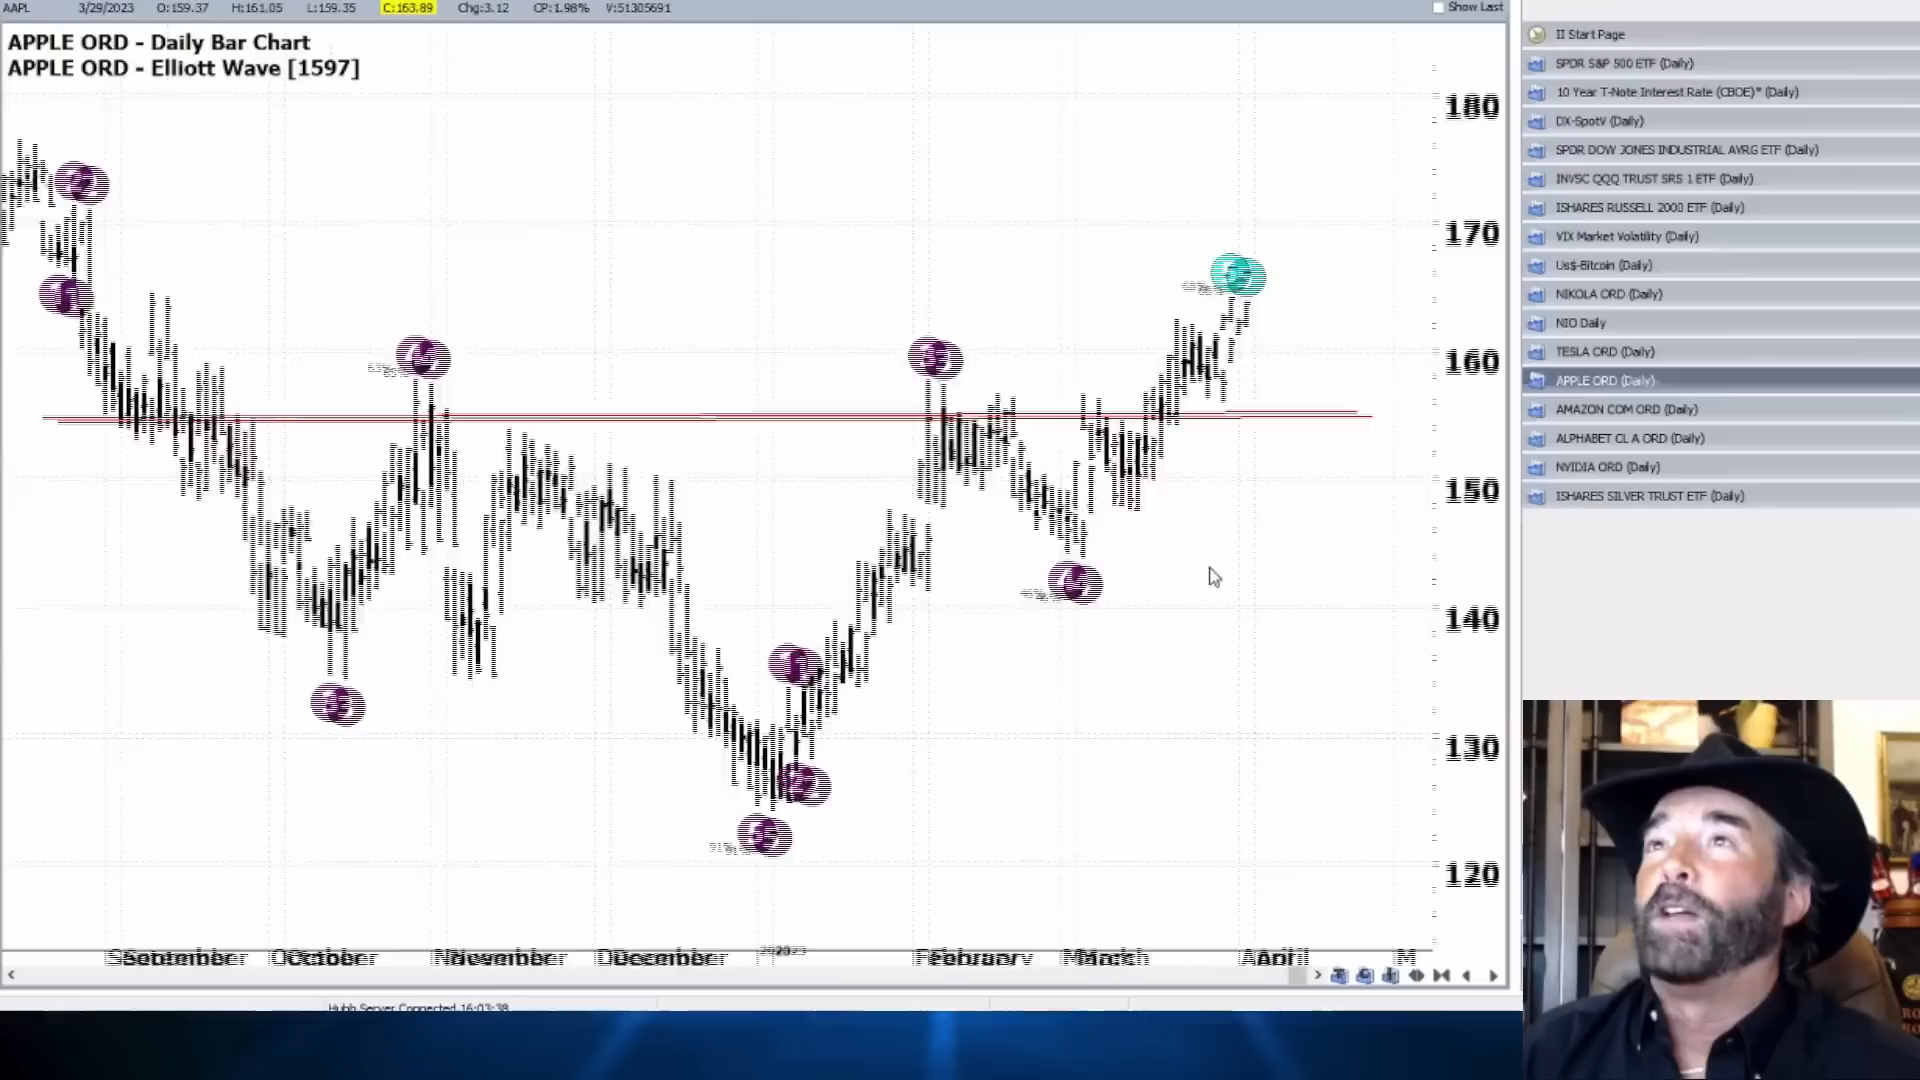 AAPL 3/29/2023 O:159.37 H:161.05 L:159.35 C:163.89 Chg:3.12 CP:1.98% V:51305691 Show Last
APPLE ORD - Daily Bar Chart
APPLE ORD - Elliott Wave [1597]
180
170
160
150
140
130
120
September October November December February March April M
Hubb Server Connected 16:03:38
II Start Page
SPDR S&P 500 ETF (Daily)
10 Year T-Note Interest Rate (CBOE)* (Daily)
DX-SpotV (Daily)
SPDR DOW JONES INDUSTRIAL AVRG ETF (Daily)
INVSC QQQ TRUST SRS 1 ETF (Daily)
ISHARES RUSSELL 2000 ETF (Daily)
VIX Market Volatility (Daily)
Us$-Bitcoin (Daily)
NIKOLA ORD (Daily)
NIO Daily
TESLA ORD (Daily)
APPLE ORD (Daily)
AMAZON COM ORD (Daily)
ALPHABET CL A ORD (Daily)
NVIDIA ORD (Daily)
ISHARES SILVER TRUST ETF (Daily)